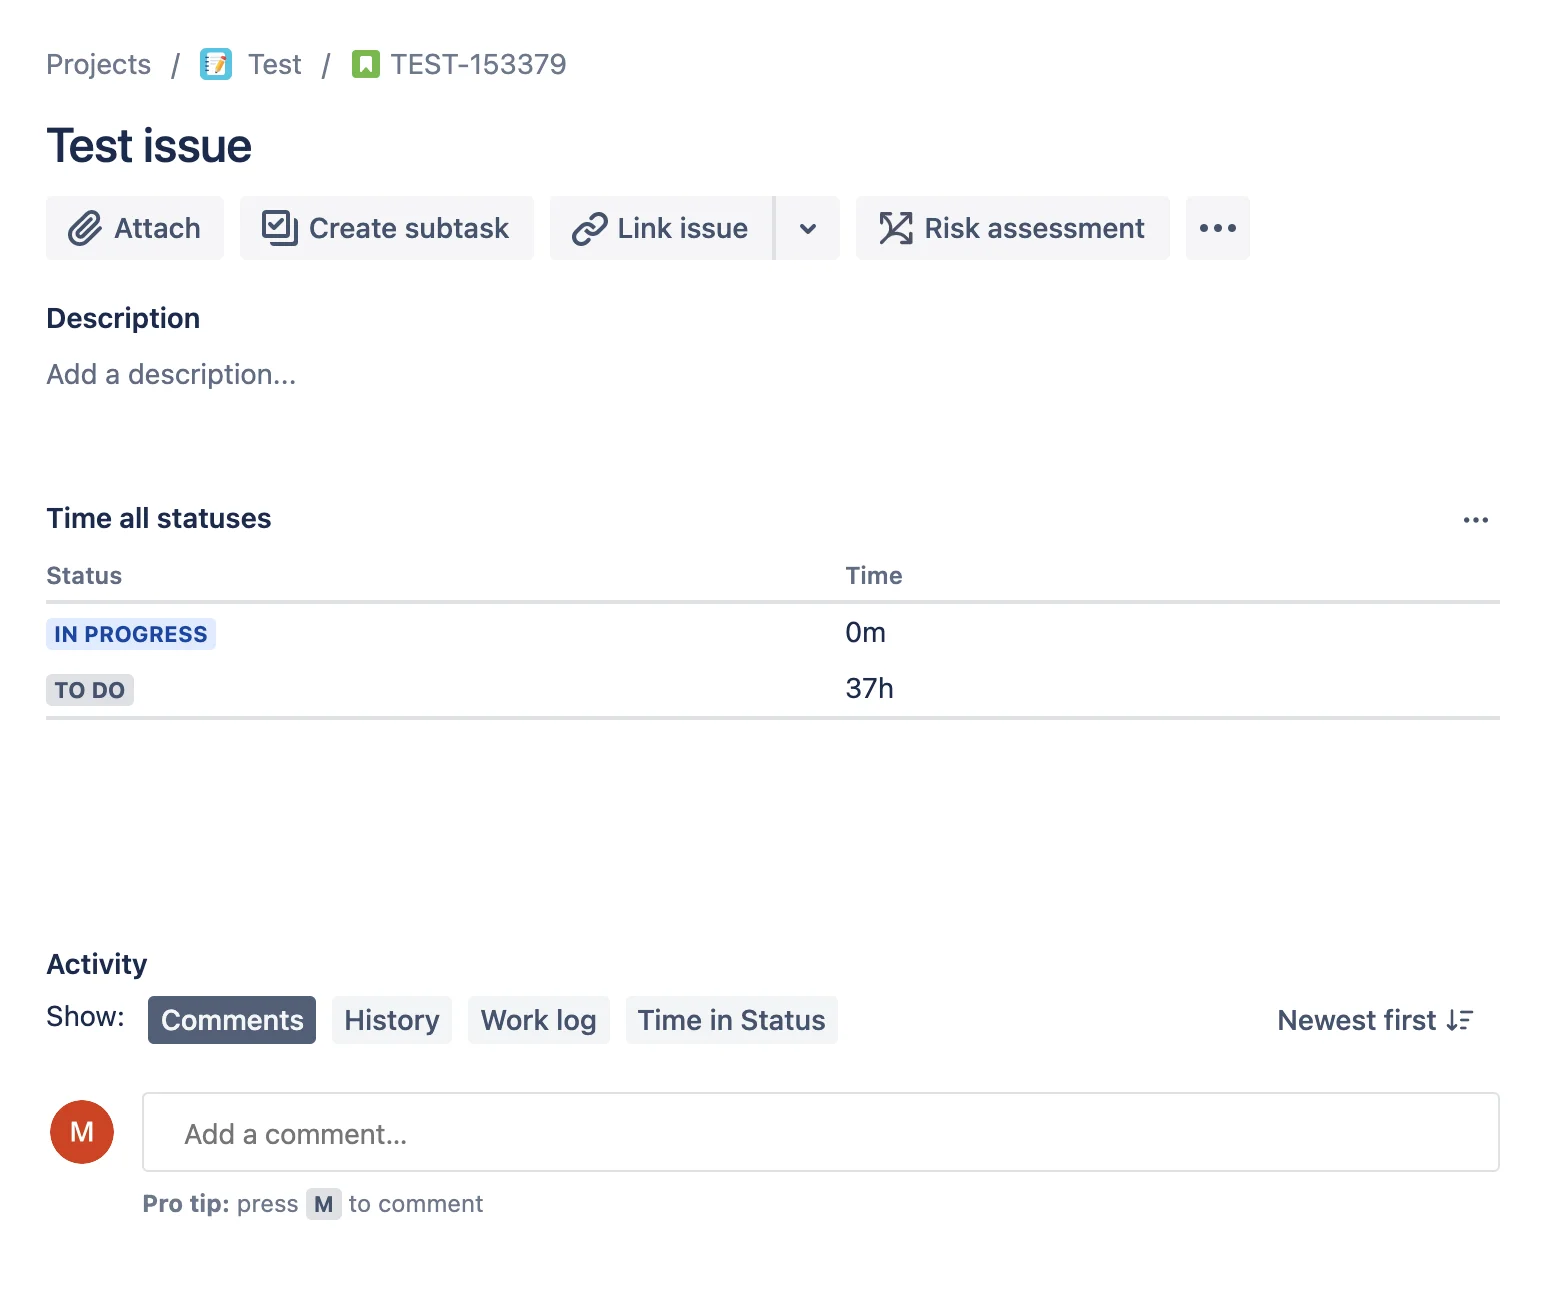 Projects / Test / TEST-153379
Test issue
Attach Create subtask Link issue Risk assessment
Description
Add a description...
Time all statuses
Status Time
IN PROGRESS 0m
TO DO 37h
Activity
Show: Comments History Work log Time in Status Newest first
M Add a comment...
Pro tip: press M to comment